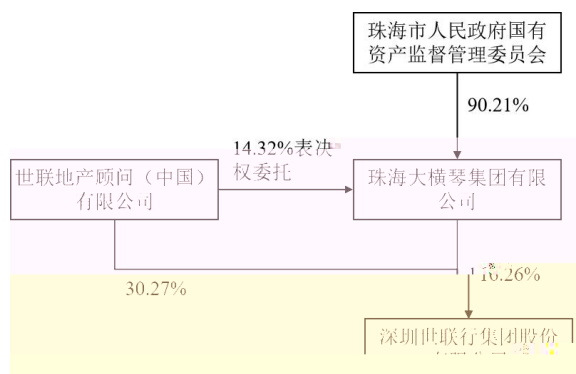 珠海市人民政府国有
资产监督管理委员会
90.21%
14.32%表决
权委托
世联地产顾问（中国）
有限公司
珠海大横琴集团有限
公司
30.27%
16.26%
深圳世联行集团股份